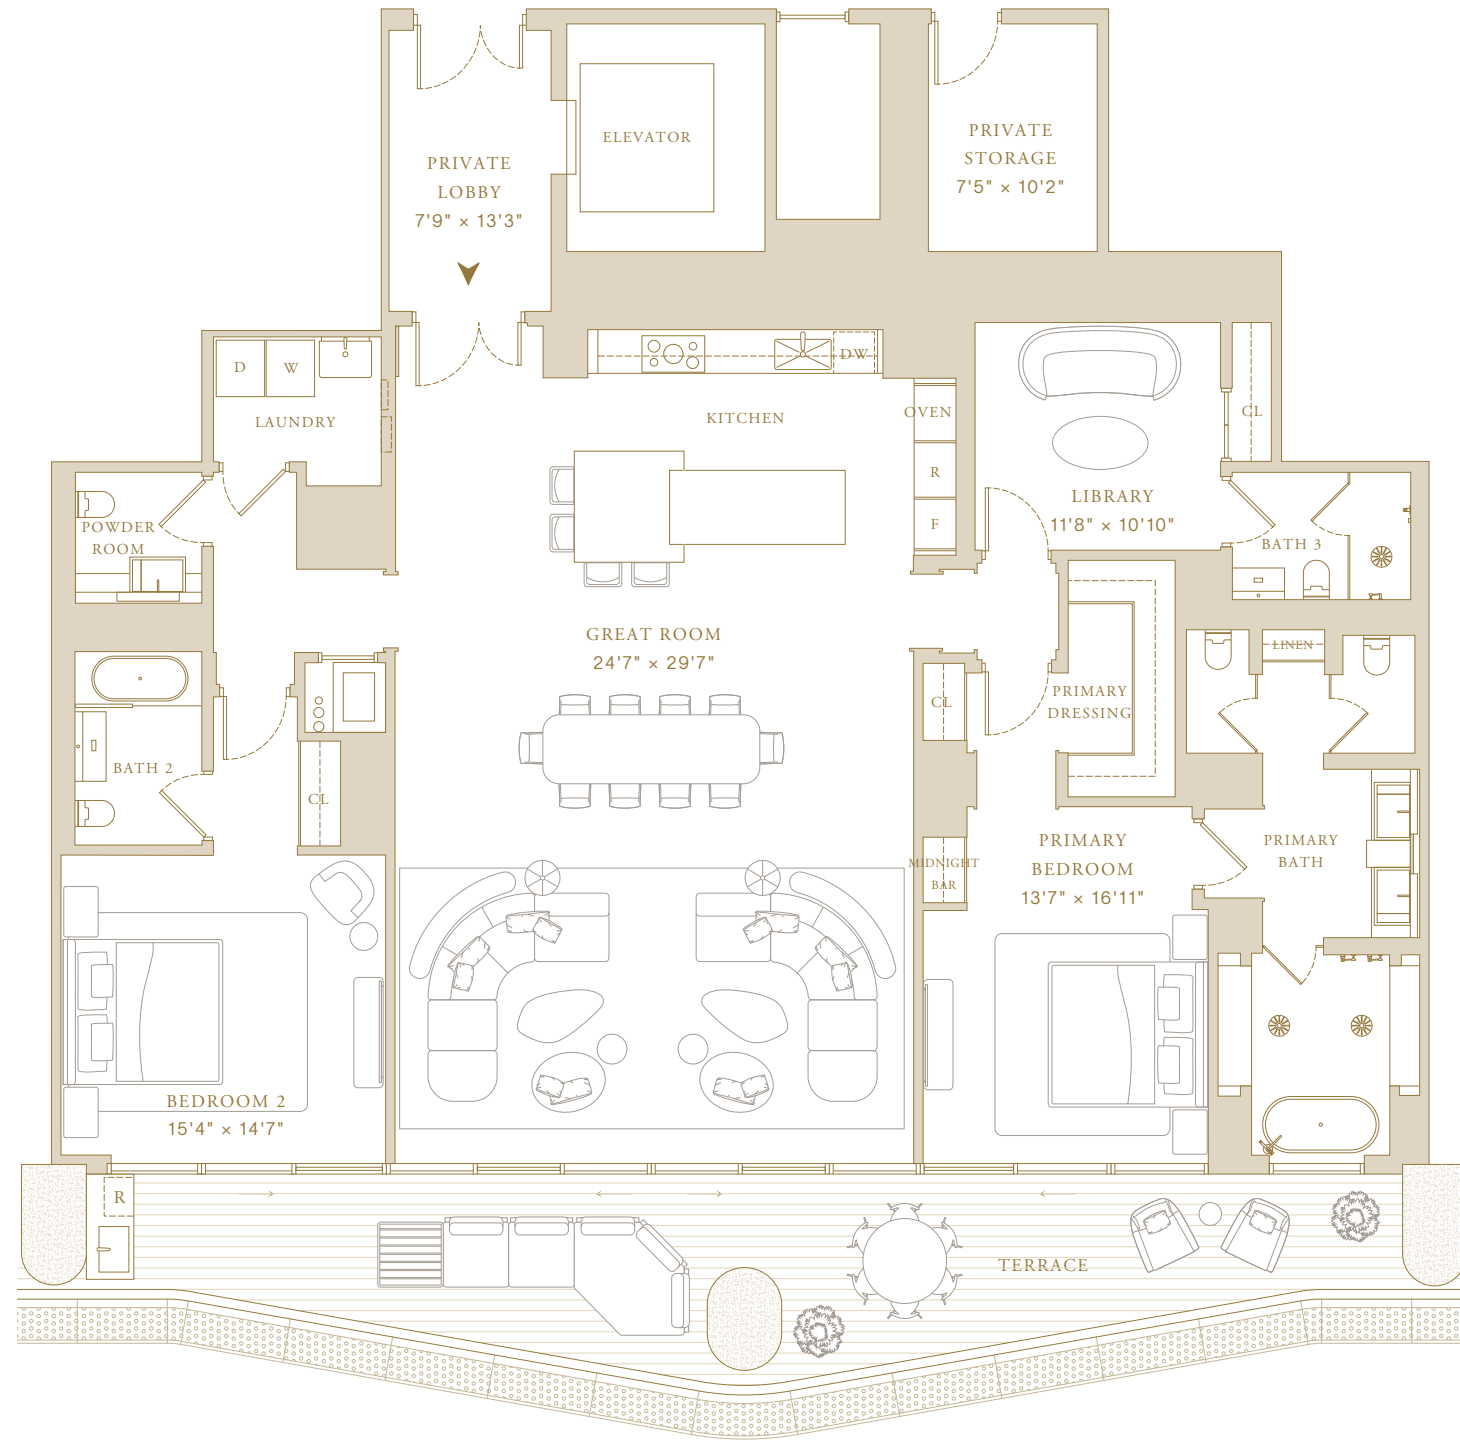 ELEVATOR
PRIVATE
STORAGE
7'5" × 10'2"
PRIVATE
LOBBY
7'9" × 13'3"
D
W
LAUNDRY
DW
KITCHEN
OVEN
R
F
CL
LIBRARY
11'8" × 10'10"
BATH 3
POWDER
ROOM
GREAT ROOM
24'7" × 29'7"
LINEN
CL
PRIMARY
DRESSING
BATH 2
CL
PRIMARY
BEDROOM
13'7" × 16'11"
PRIMARY
BATH
MIDNIGHT
BAR
BEDROOM 2
15'4" × 14'7"
R
TERRACE